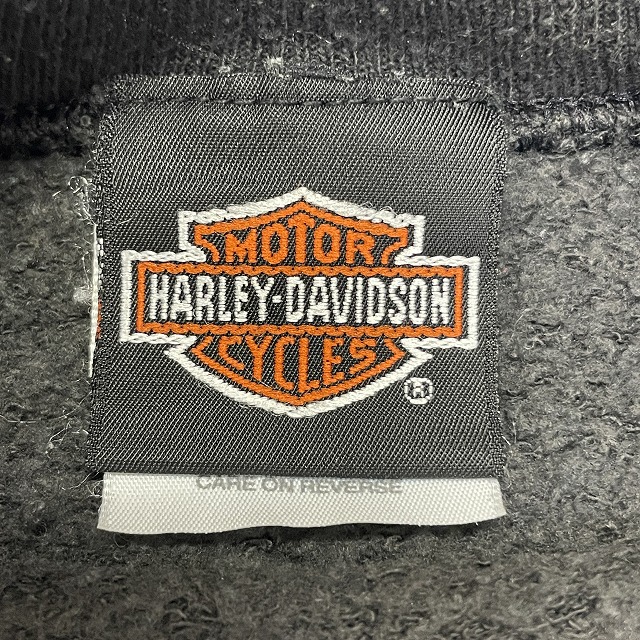 MOTOR
HARLEY-DAVIDSON
CYCLES
®
CARE ON REVERSE